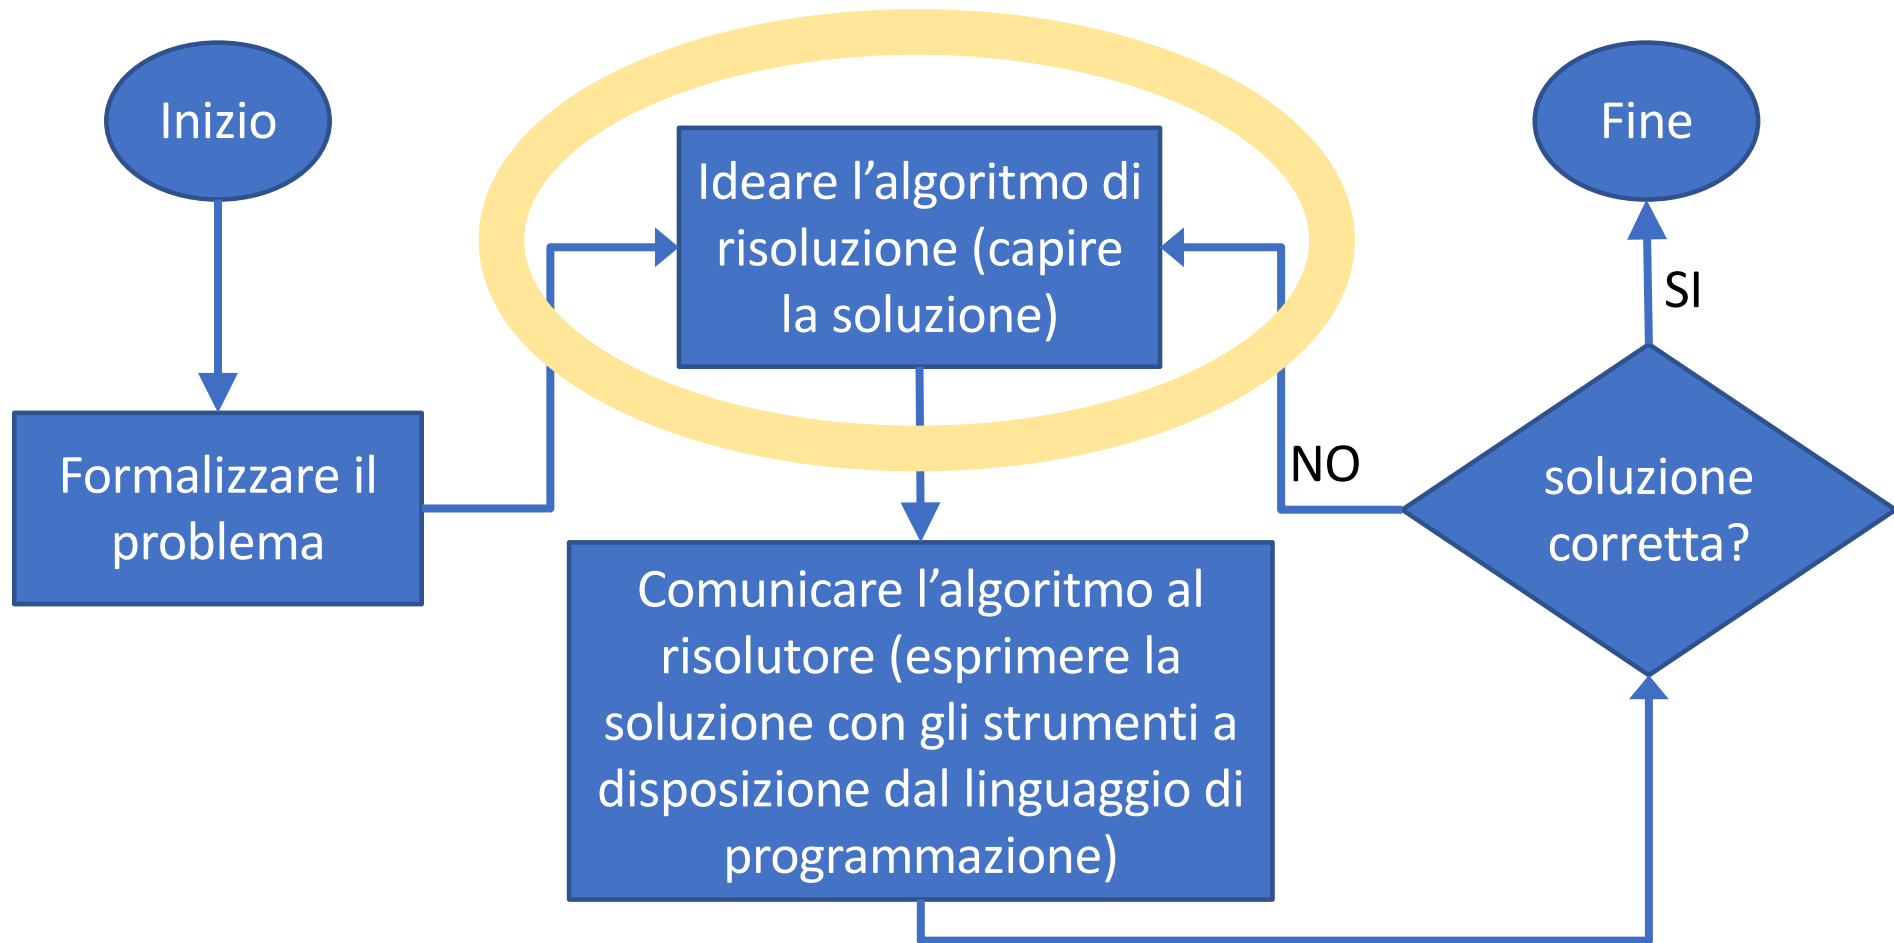 Inizio
Formalizzare il
problema
Ideare l’algoritmo di
risoluzione (capire
la soluzione)
Comunicare l’algoritmo al
risolutore (esprimere la
soluzione con gli strumenti a
disposizione dal linguaggio di
programmazione)
soluzione
corretta?
NO
SI
Fine